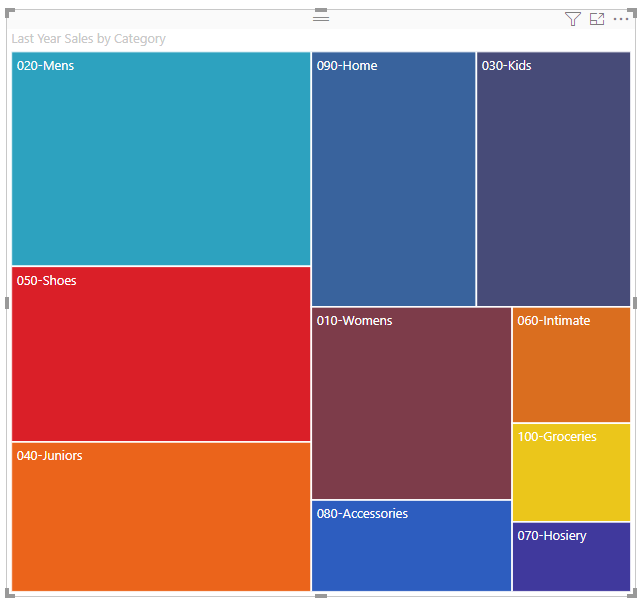 Last Year Sales by Category
020-Mens
090-Home
030-Kids
050-Shoes
010-Womens
060-Intimate
100-Groceries
040-Juniors
080-Accessories
070-Hosiery